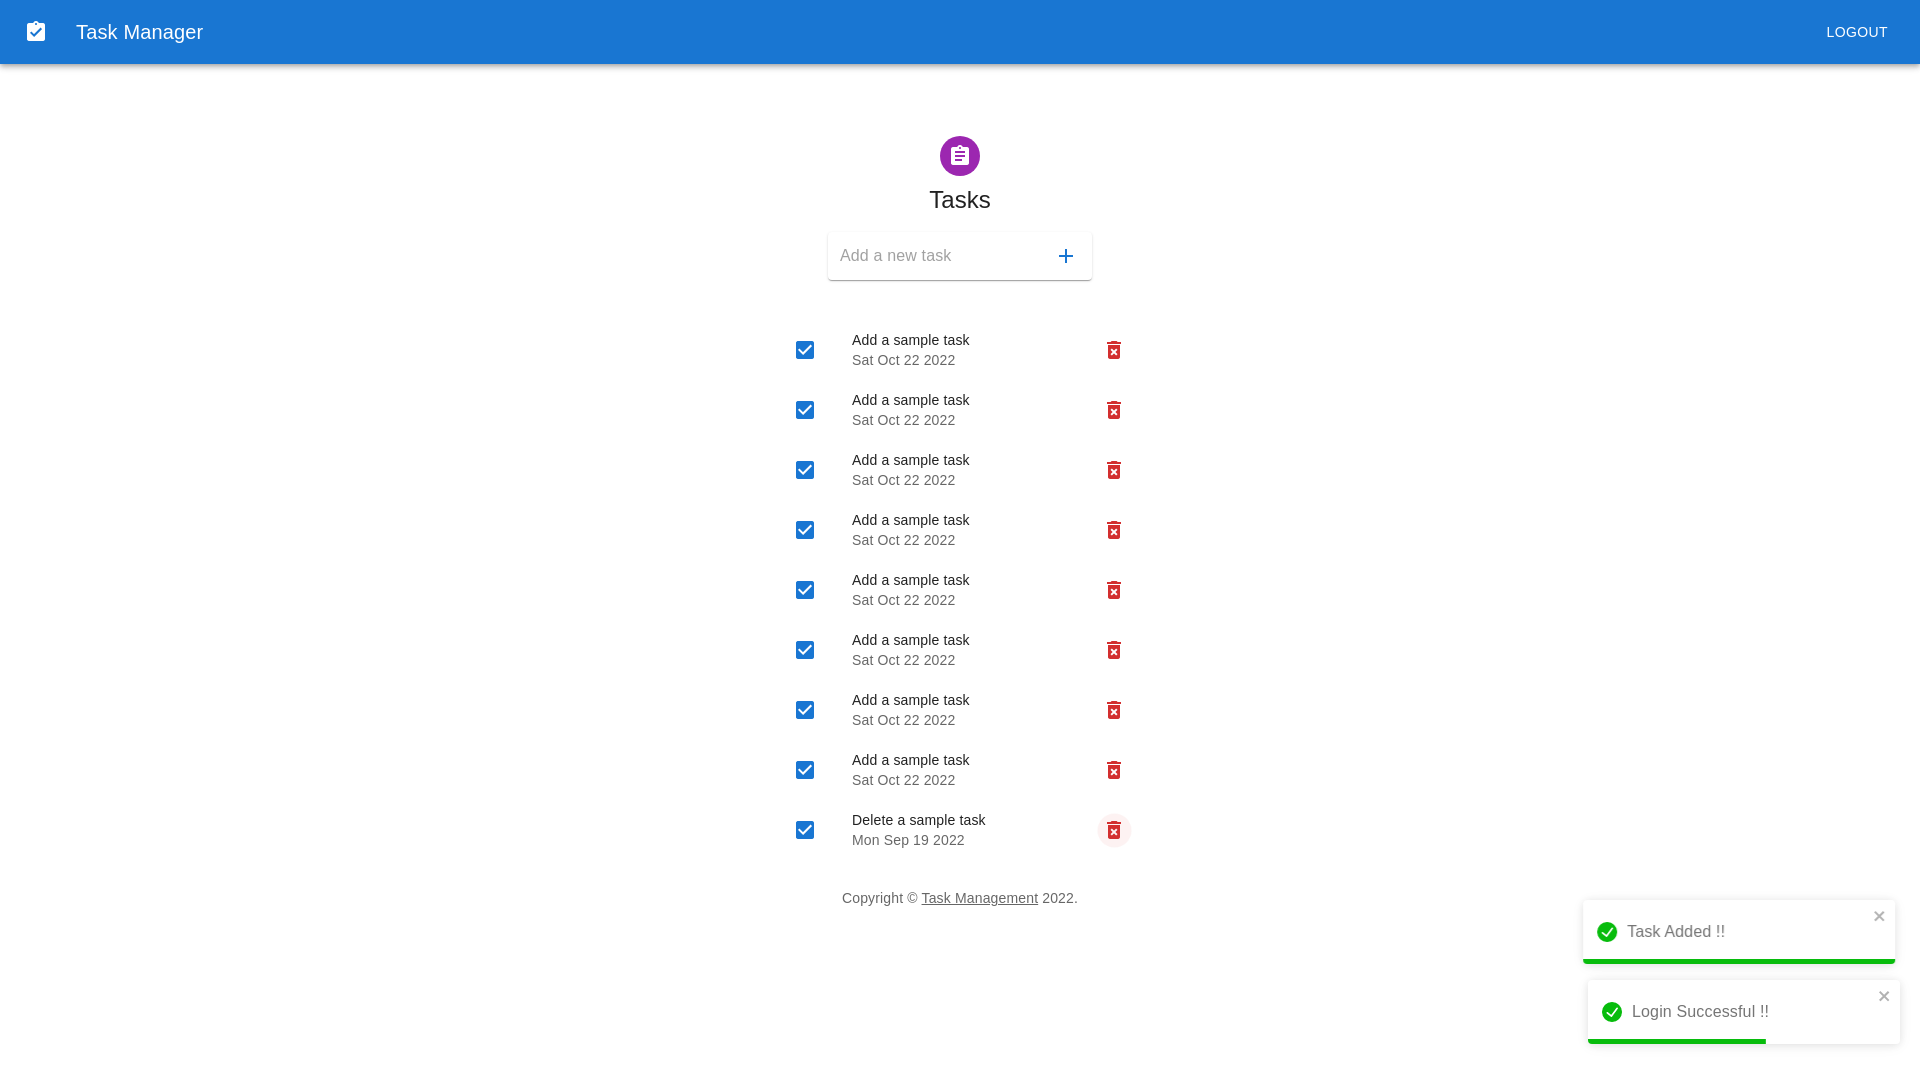 Task Manager
LOGOUT
Tasks
Add a new task
Add a sample task
Sat Oct 22 2022
Add a sample task
Sat Oct 22 2022
Add a sample task
Sat Oct 22 2022
Add a sample task
Sat Oct 22 2022
Add a sample task
Sat Oct 22 2022
Add a sample task
Sat Oct 22 2022
Add a sample task
Sat Oct 22 2022
Add a sample task
Sat Oct 22 2022
Delete a sample task
Mon Sep 19 2022
Copyright © Task Management 2022.
Task Added !!
Login Successful !!